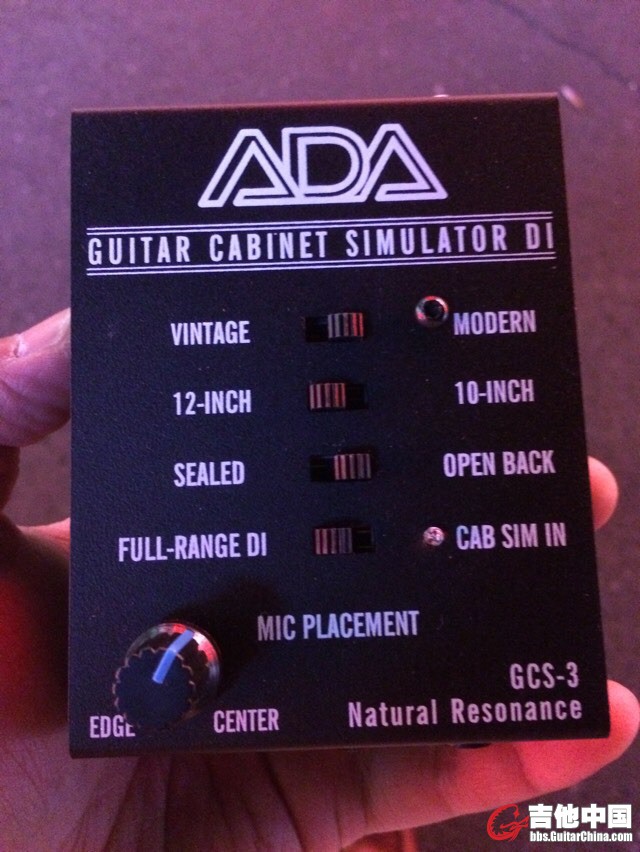 ADA
GUITAR CABINET SIMULATOR DI
VINTAGE MODERN
12-INCH 10-INCH
SEALED OPEN BACK
FULL-RANGE DI CAB SIM IN
MIC PLACEMENT
EDGE CENTER
GCS-3
Natural Resonance
吉他中国
bbs.GuitarChina.com